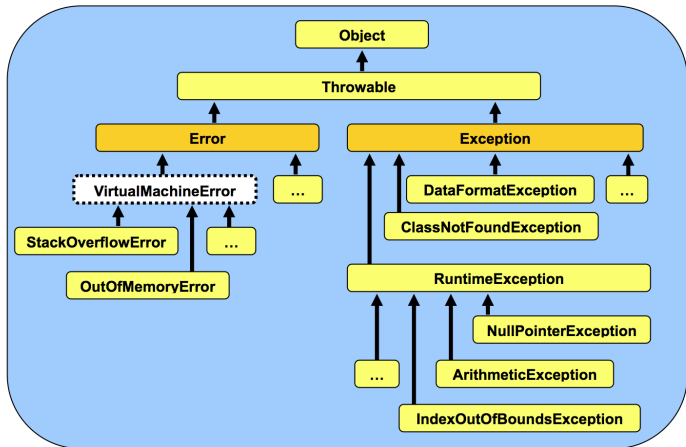 Object
Throwable
Error
Exception
VirtualMachineError
...
DataFormatException
...
StackOverflowError
...
ClassNotFoundException
OutOfMemoryError
RuntimeException
NullPointerException
...
ArithmeticException
IndexOutOfBoundsException